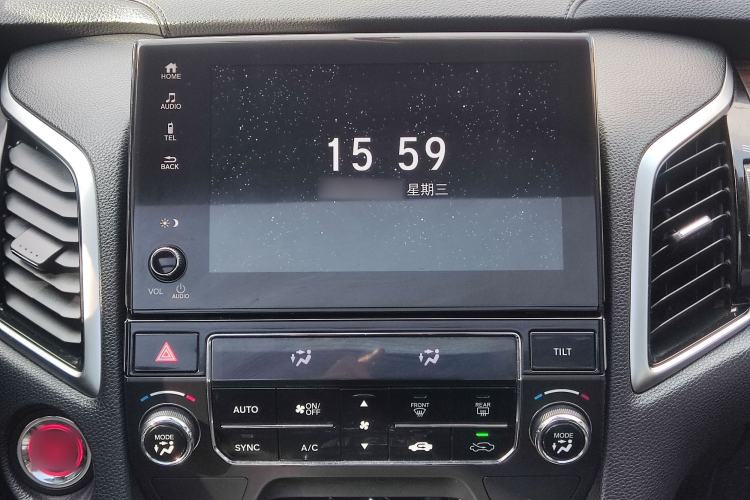 HOME
AUDIO
TEL
BACK
15 59
星期三
VOL
AUDIO
TILT
AUTO
ON/OFF
FRONT
REAR
MODE
SYNC
A/C
MODE